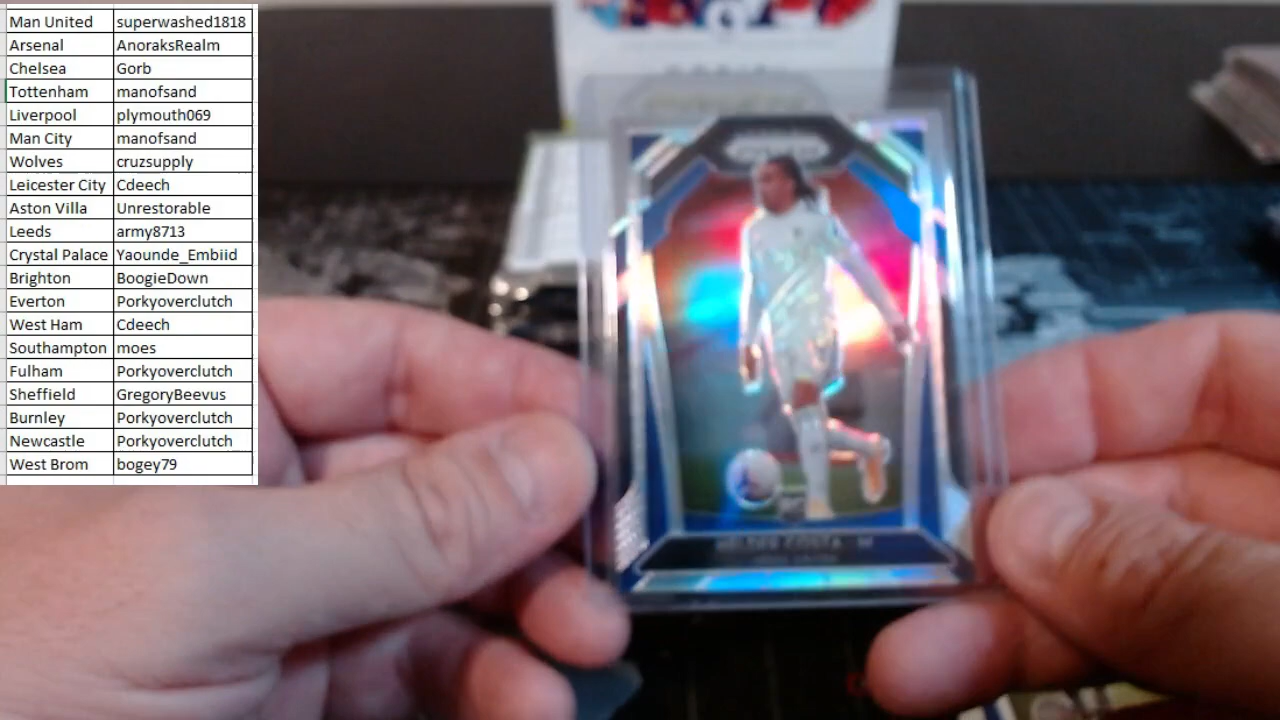 Man United superwashed1818
Arsenal AnoraksRealm
Chelsea Gorb
Tottenham manofsand
Liverpool plymouth069
Man City manofsand
Wolves cruzsupply
Leicester City Cdeech
Aston Villa Unrestorable
Leeds army8713
Crystal Palace Yaounde_Embiid
Brighton BoogieDown
Everton Porkyoverclutch
West Ham Cdeech
Southampton moes
Fulham Porkyoverclutch
Sheffield GregoryBeevus
Burnley Porkyoverclutch
Newcastle Porkyoverclutch
West Brom bogey79
HELDER COSTA